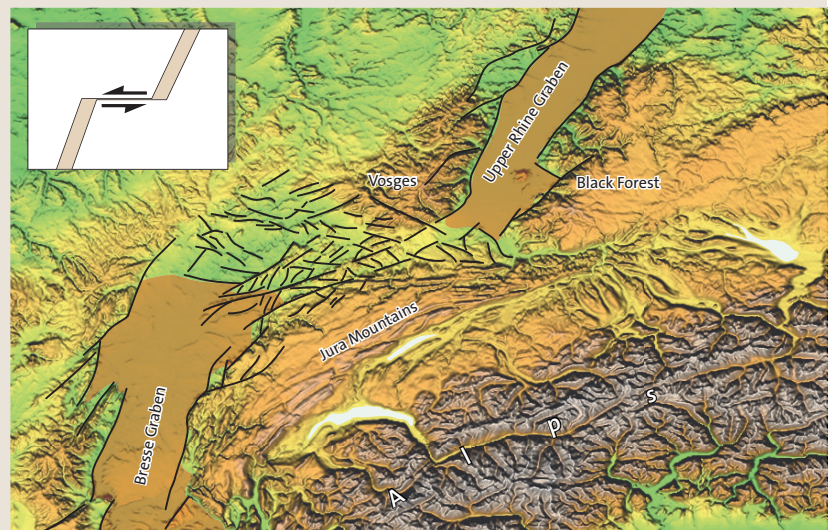 Upper Rhine Graben
Vosges
Black Forest
Jura Mountains
Bresse Graben
A l p s